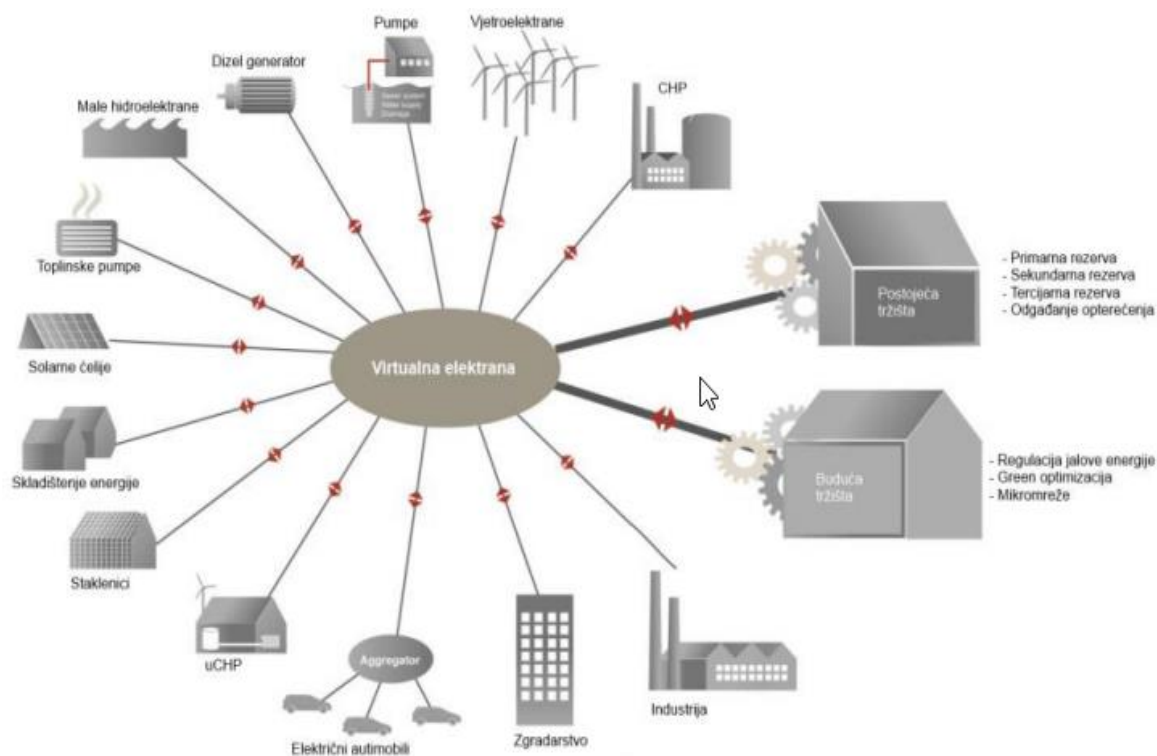 Pumpe
Vjetroelektrane
Dizel generator
CHP
Male hidroelektrane
Toplinske pumpe
Postojeća
tržišta
- Primarna rezerva
- Sekundarna rezerva
- Tercijarna rezerva
- Odgađanje opterećenja
Solarne ćelije
Virtualna elektrana
Skladištenje energije
Buduća
tržišta
- Regulacija jalove energije
- Green optimizacija
- Mikromreže
Staklenici
uCHP
Aggregator
Električni autimobili
Zgradarstvo
Industrija